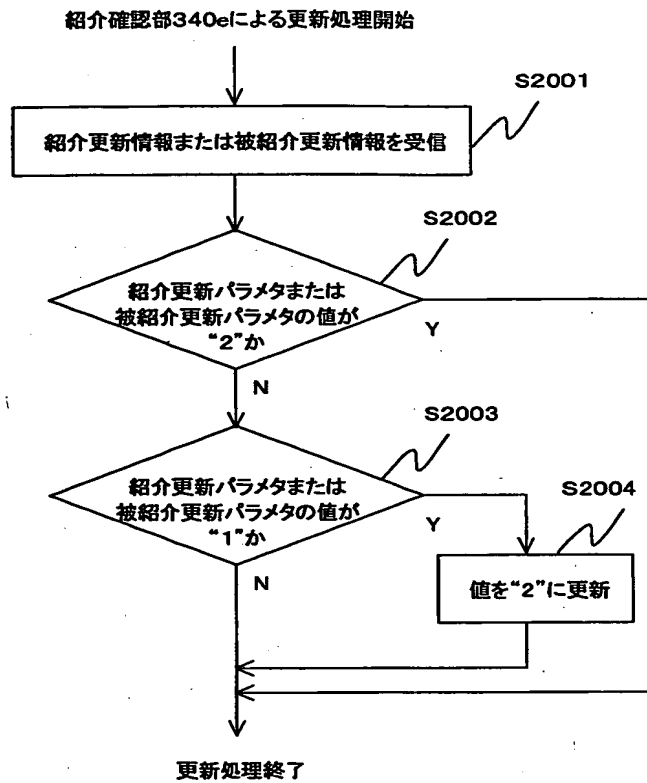 紹介確認部340eによる更新処理開始
S2001
紹介更新情報または被紹介更新情報を受信
S2002
紹介更新パラメタまたは
被紹介更新パラメタの値が
“2”か
Y
N
S2003
紹介更新パラメタまたは
被紹介更新パラメタの値が
“1”か
Y
N
S2004
値を“2”に更新
更新処理終了